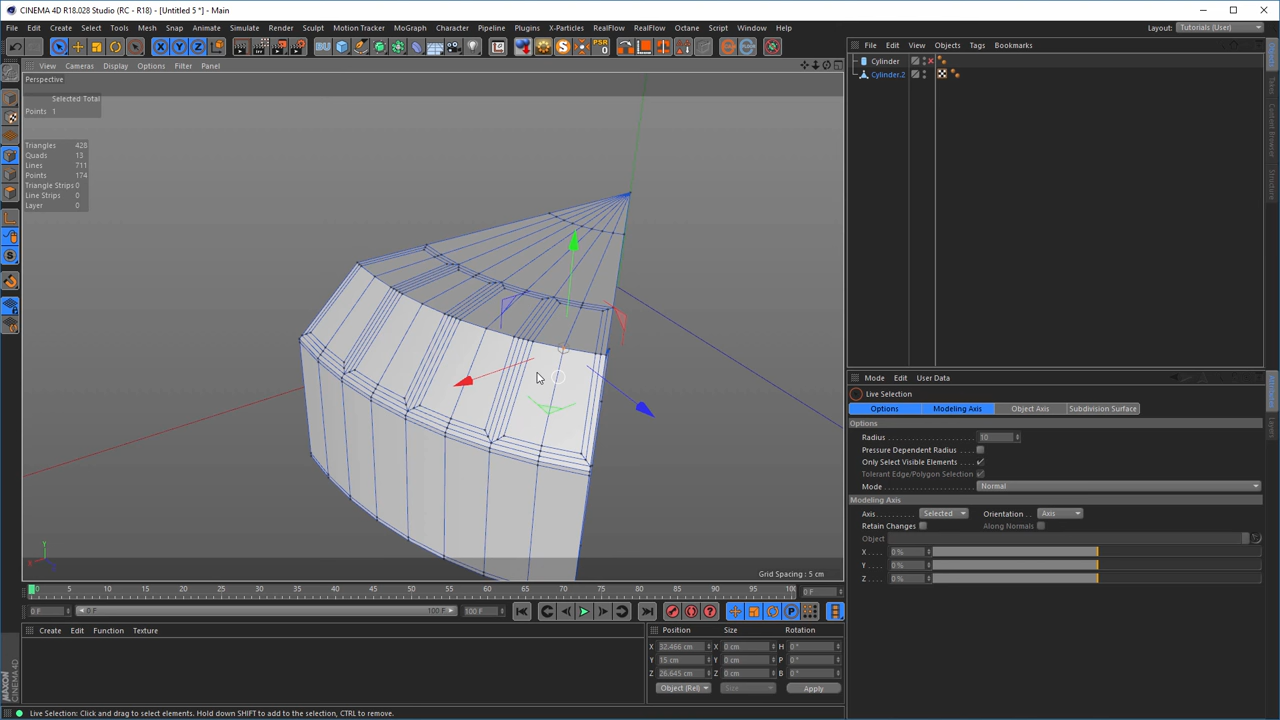 CINEMA 4D R18.028 Studio (RC - R18) - [Untitled 5 *] - Main
File Edit Create Select Tools Mesh Snap Animate Simulate Render Sculpt Motion Tracker MoGraph Character Pipeline Plugins X-Particles RealFlow RealFlow Octane Script Window Help
Layout: Tutorials (User)
View Cameras Display Options Filter Panel
Perspective
Selected Total
Points 1
Triangles 428
Quads 13
Lines 711
Points 174
Triangle Strips 0
Line Strips 0
Layer 0
Grid Spacing : 5 cm
File Edit View Objects Tags Bookmarks
Cylinder
Cylinder.2
Mode Edit User Data
Live Selection
Options Modeling Axis Object Axis Subdivision Surface
Options
Radius 10
Pressure Dependent Radius
Only Select Visible Elements
Tolerant Edge/Polygon Selection
Mode Normal
Modeling Axis
Axis Selected Orientation Axis
Retain Changes Along Normals
Object
X 0 %
Y 0 %
Z 0 %
0 5 10 15 20 25 30 35 40 45 50 55 60 65 70 75 80 85 90 95 100 0 F
0 F 0 F 100 F 100 F
Create Edit Function Texture
Position Size Rotation
X 32.466 cm X 0 cm H 0 °
Y 15 cm Y 0 cm P 0 °
Z 26.645 cm Z 0 cm B 0 °
Object (Rel) Size Apply
MAXON
CINEMA4D
Live Selection: Click and drag to select elements. Hold down SHIFT to add to the selection, CTRL to remove.